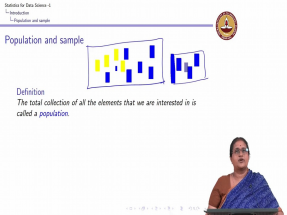 Statistics for Data Science -1
Introduction
Population and sample
Population and sample
Definition
The total collection of all the elements that we are interested in is
called a population.